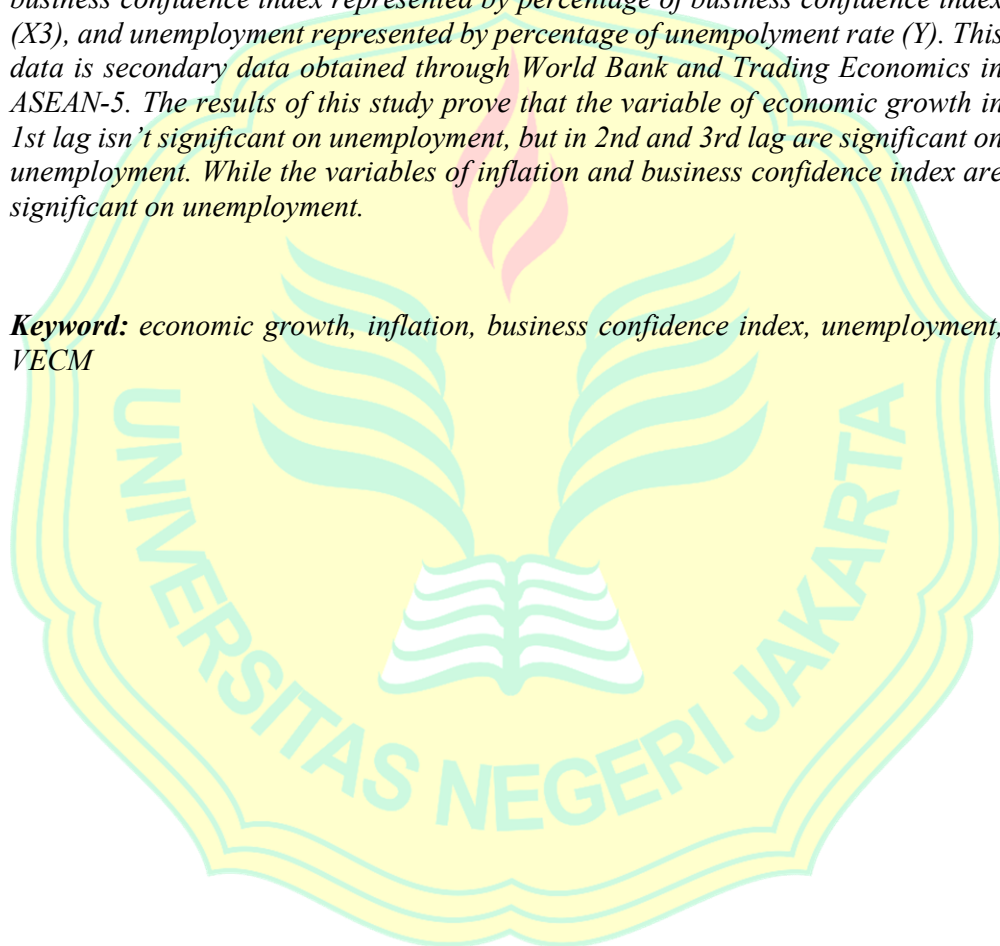 business confidence index represented by percentage of business confidence index
(X3), and unemployment represented by percentage of unempolyment rate (Y). This
data is secondary data obtained through World Bank and Trading Economics in
ASEAN-5. The results of this study prove that the variable of economic growth in
1st lag isn't significant on unemployment, but in 2nd and 3rd lag are significant on
unemployment. While the variables of inflation and business confidence index are
significant on unemployment.
Keyword: economic growth, inflation, business confidence index, unemployment,
VECM
UNIVERSITAS NEGERI JAKARTA